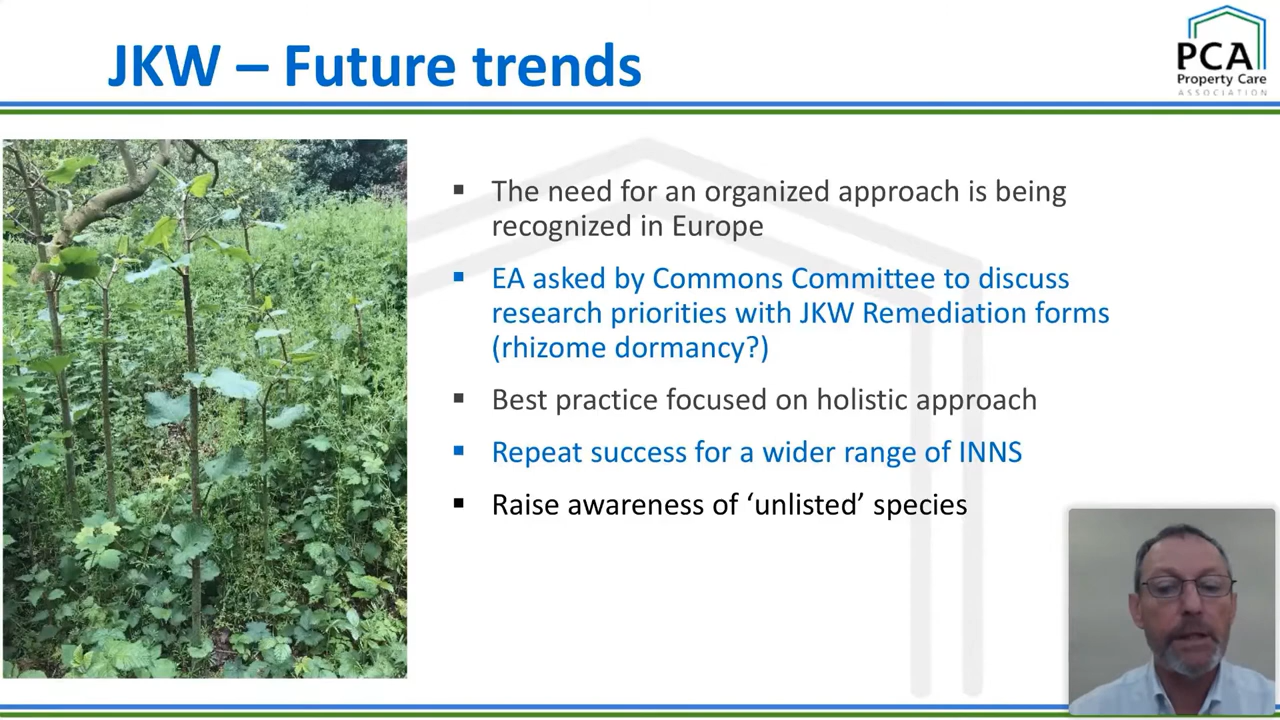 JKW – Future trends
PCA
Property Care
ASSOCIATION
▪ The need for an organized approach is being
recognized in Europe
▪ EA asked by Commons Committee to discuss
research priorities with JKW Remediation forms
(rhizome dormancy?)
▪ Best practice focused on holistic approach
▪ Repeat success for a wider range of INNS
▪ Raise awareness of ‘unlisted’ species